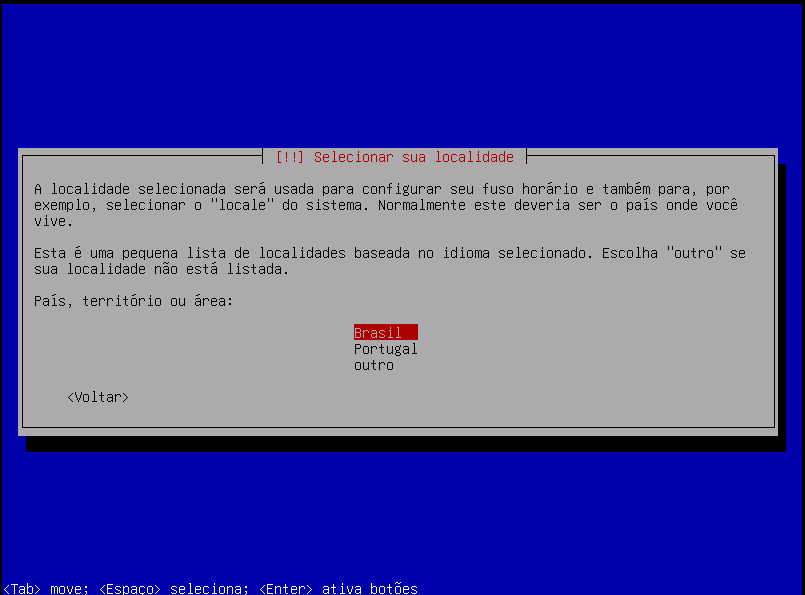 [!!] Selecionar sua localidade
A localidade selecionada será usada para configurar seu fuso horário e também para, por
exemplo, selecionar o "locale" do sistema. Normalmente este deveria ser o país onde você
vive.
Esta é uma pequena lista de localidades baseada no idioma selecionado. Escolha "outro" se
sua localidade não está listada.
País, território ou área:
Brasil
Portugal
outro
<Voltar>
<Tab> move; <Espaço> seleciona; <Enter> ativa botões